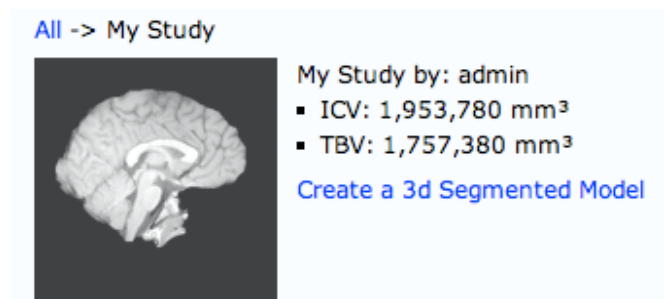 All -> My Study
My Study by: admin
▪ ICV: 1,953,780 mm³
▪ TBV: 1,757,380 mm³
Create a 3d Segmented Model